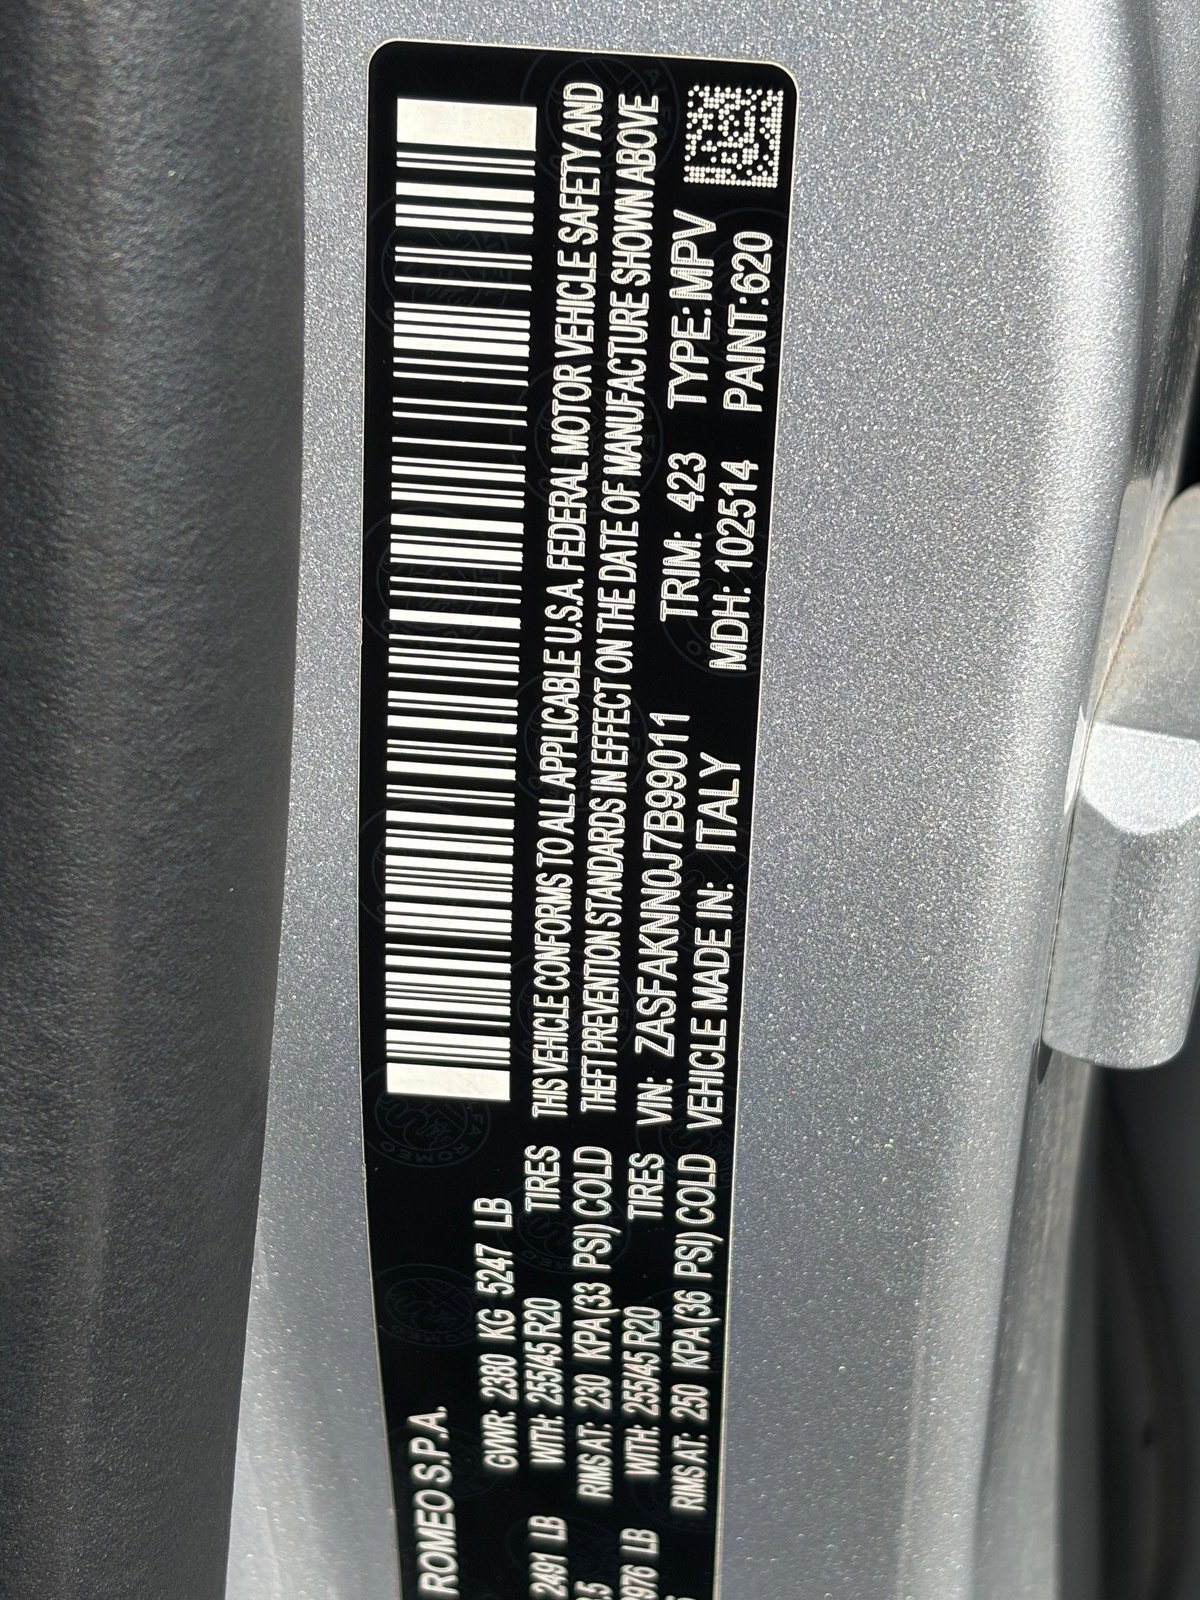 ROMEO S.P.A.
GVWR: 2380 KG 5247 LB
2491 LB WITH: 255/45 R20 TIRES
RIMS AT: 230 KPA(33 PSI) COLD
WITH: 255/45 R20 TIRES
RIMS AT: 250 KPA(36 PSI) COLD
THIS VEHICLE CONFORMS TO ALL APPLICABLE U.S.A. FEDERAL MOTOR VEHICLE SAFETY AND
THEFT PREVENTION STANDARDS IN EFFECT ON THE DATE OF MANUFACTURE SHOWN ABOVE
VIN: ZASFAKNN0J7B99011 TRIM: 423 TYPE: MPV
VEHICLE MADE IN: ITALY MDH: 102514 PAINT: 620